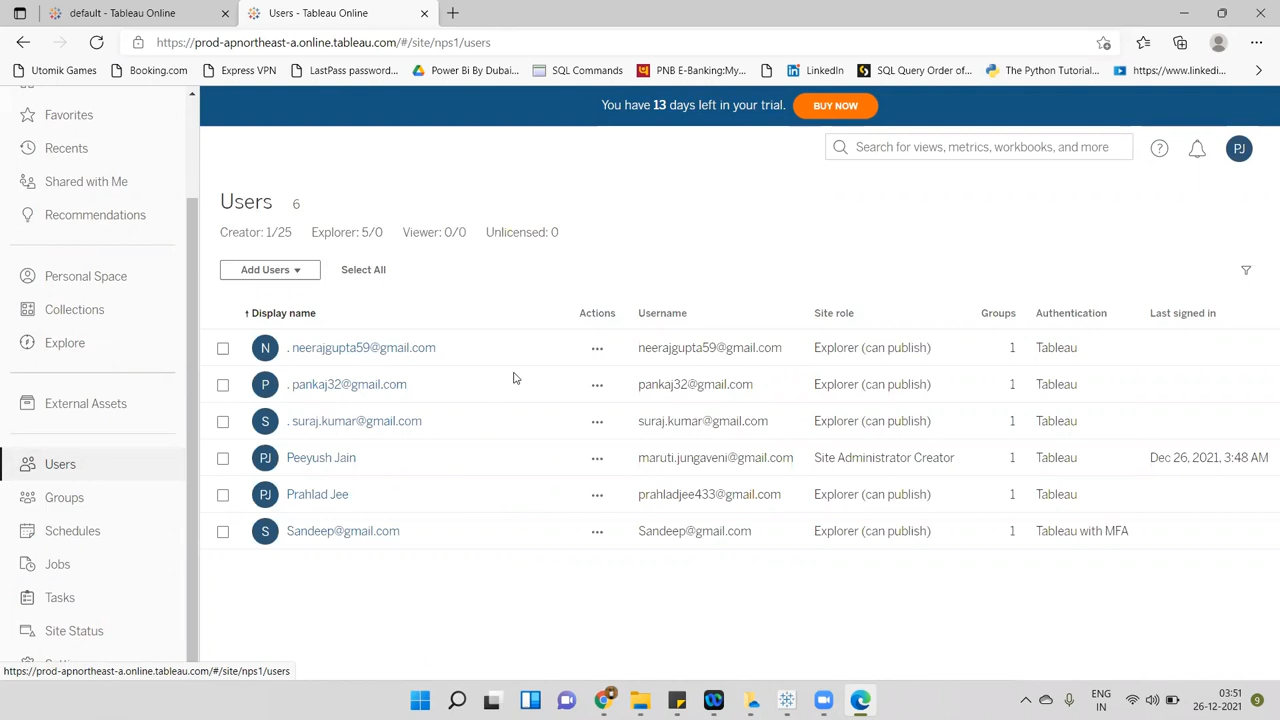 default - Tableau Online
Users - Tableau Online
https://prod-apnortheast-a.online.tableau.com/#/site/nps1/users
Utomik Games
Booking.com
Express VPN
LastPass password...
Power Bi By Dubai...
SQL Commands
PNB E-Banking:My...
LinkedIn
SQL Query Order of...
The Python Tutorial...
https://www.linkedi...
You have 13 days left in your trial.
BUY NOW
Favorites
Recents
Shared with Me
Recommendations
Personal Space
Collections
Explore
External Assets
Users
Groups
Schedules
Jobs
Tasks
Site Status
Search for views, metrics, workbooks, and more
PJ
Users 6
Creator: 1/25 Explorer: 5/0 Viewer: 0/0 Unlicensed: 0
Add Users Select All
Display name Actions Username Site role Groups Authentication Last signed in
N . neerajgupta59@gmail.com neerajgupta59@gmail.com Explorer (can publish) 1 Tableau
P . pankaj32@gmail.com pankaj32@gmail.com Explorer (can publish) 1 Tableau
S . suraj.kumar@gmail.com suraj.kumar@gmail.com Explorer (can publish) 1 Tableau
PJ Peeyush Jain maruti.jungaveni@gmail.com Site Administrator Creator 1 Tableau Dec 26, 2021, 3:48 AM
PJ Prahlad Jee prahladjee433@gmail.com Explorer (can publish) 1 Tableau
S Sandeep@gmail.com Sandeep@gmail.com Explorer (can publish) 1 Tableau with MFA
https://prod-apnortheast-a.online.tableau.com/#/site/nps1/users
ENG
IN
03:51
26-12-2021
9